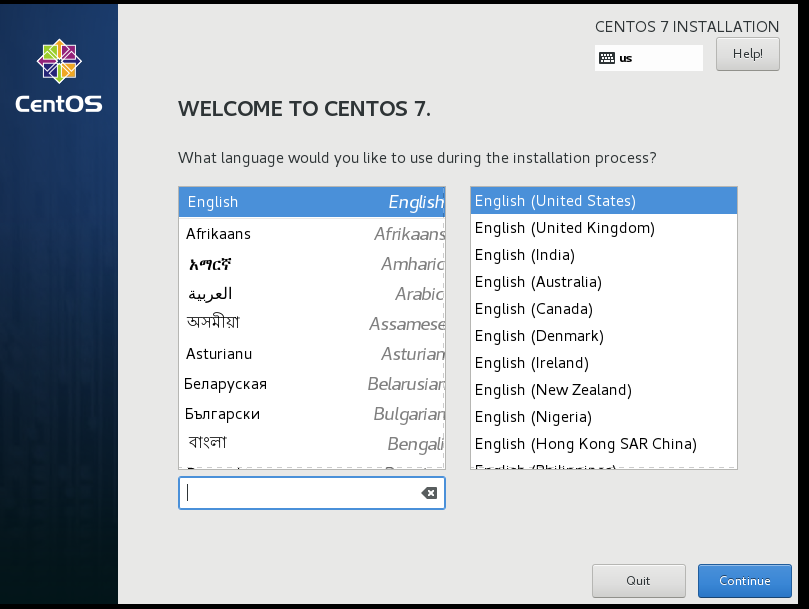 CentOS
CENTOS 7 INSTALLATION
us
Help!
WELCOME TO CENTOS 7.
What language would you like to use during the installation process?
English English
Afrikaans Afrikaans
አማርኛ Amharic
العربية Arabic
অসমীয়া Assamese
Asturianu Asturian
Беларуская Belarusian
Български Bulgarian
বাংলা Bengali
English (United States)
English (United Kingdom)
English (India)
English (Australia)
English (Canada)
English (Denmark)
English (Ireland)
English (New Zealand)
English (Nigeria)
English (Hong Kong SAR China)
English (Philippines)
Quit
Continue